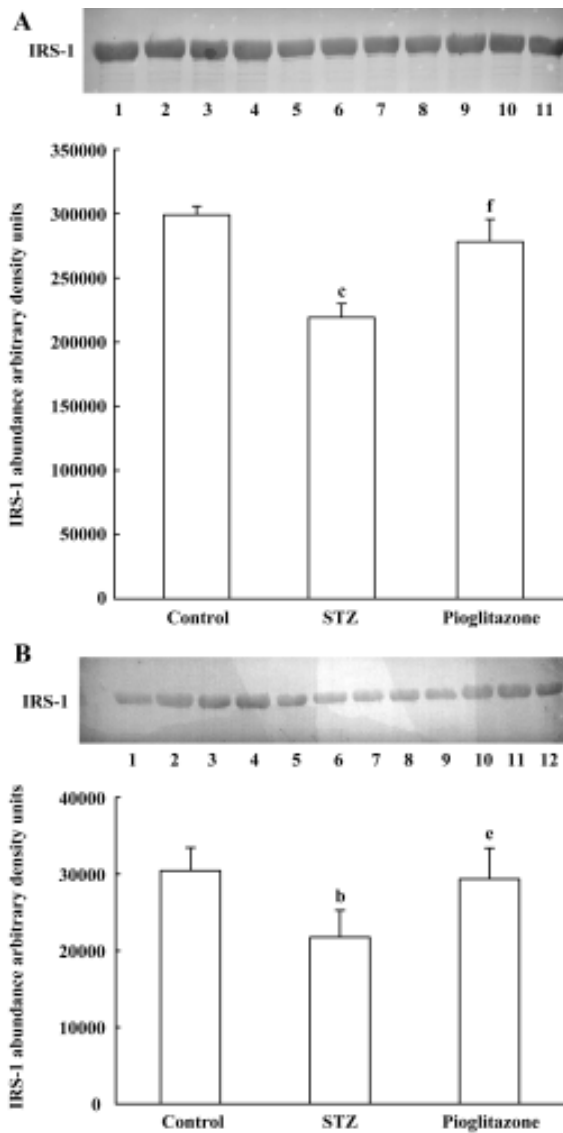 A
IRS-1
1 2 3 4 5 6 7 8 9 10 11
IRS-1 abundance arbitrary density units
350000
300000
250000
200000
150000
100000
50000
0
c
f
Control STZ Pioglitazone
B
IRS-1
1 2 3 4 5 6 7 8 9 10 11 12
IRS-1 abundance arbitrary density units
40000
30000
20000
10000
0
b
e
Control STZ Pioglitazone